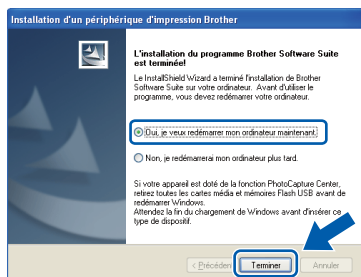 Installation d'un périphérique d'impression Brother
L'installation du programme Brother Software Suite
est terminée!
Le InstallShield Wizard a terminé l'installation de Brother
Software Suite sur votre ordinateur. Avant d'utiliser le
programme, vous devez redémarrer votre ordinateur.
Oui, je veux redémarrer mon ordinateur maintenant.
Non, je redémarrerai mon ordinateur plus tard.
Si votre appareil est doté de la fonction PhotoCapture Center,
retirez toutes les cartes média et mémoires Flash USB avant de
redémarrer Windows.
Attendez la fin du chargement de Windows avant d'insérer ce
type de dispositif.
< Précéden Terminer Annuler